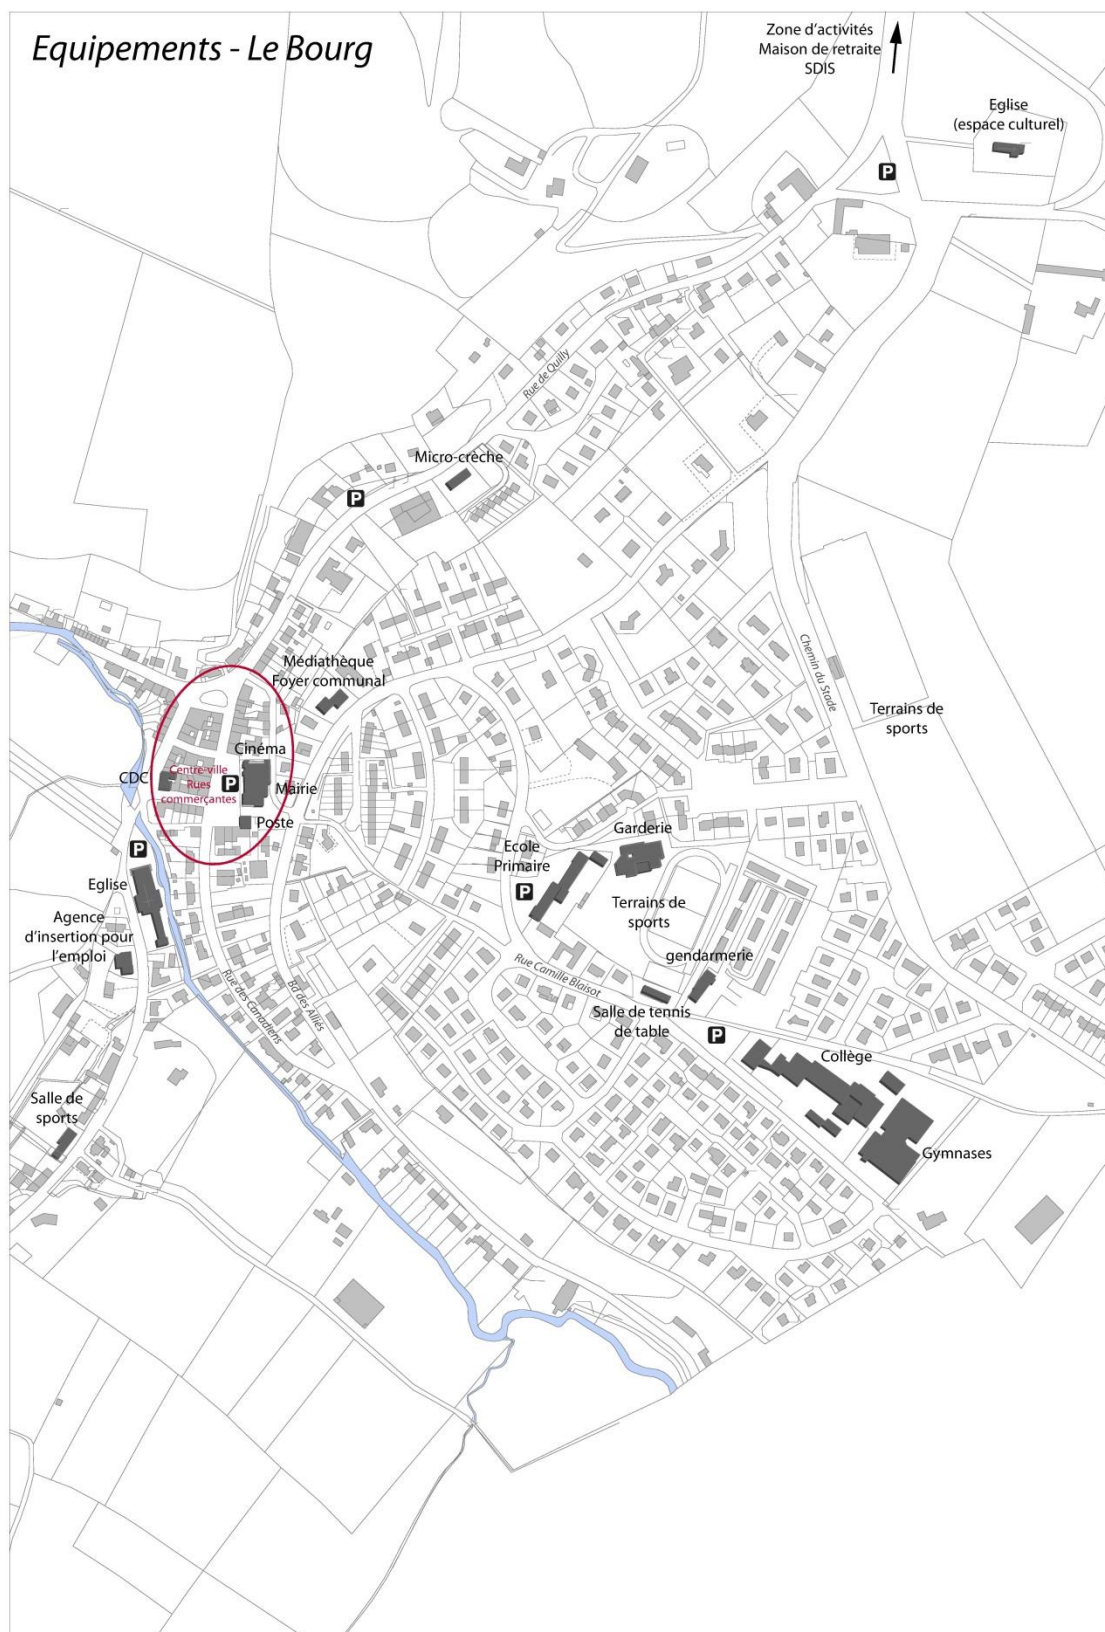 Equipements - Le Bourg
Zone d'activités
Maison de retraite
SDIS
Eglise
(espace culturel)
P
Rue de Quilly
Micro-crèche
P
Chemin du Stade
Médiathèque
Foyer communal
Terrains de
sports
Cinéma
CDC
Centre-ville
Rues
commerçantes
P
Mairie
Poste
P
Garderie
Ecole
Primaire
P
Eglise
Terrains de
sports
Agence
d'insertion pour
l'emploi
gendarmerie
Rue Camille Blaisot
Rue des Canadiens
Bd des Alliés
Salle de tennis
de table
P
Collège
Salle de
sports
Gymnases